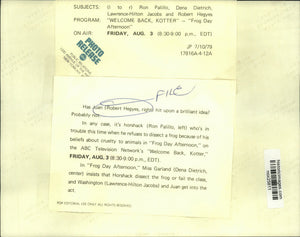 SUBJECTS: (l to r) Ron Palillo, Dena Dietrich,
Lawrence-Hilton Jacobs and Robert Hegyes
PROGRAM: "WELCOME BACK, KOTTER" – "Frog Day
Afternoon"
ON AIR: FRIDAY, AUG. 3 (8:30-9:00 p.m., EDT)
JP 7/10/79
17816A-4-12A
PHOTO
RELEASE
FILE
Has Juan (Robert Hegyes, right) hit upon a brilliant idea?
Probably not.
In any case, it's Horshack (Ron Palillo, left) who's in
trouble this time when he refuses to dissect a frog because of his
beliefs about cruelty to animals in "Frog Day Afternoon," on
the ABC Television Network's "Welcome Back, Kotter,"
FRIDAY, AUG. 3 (8:30-9:00 p.m., EDT).
In "Frog Day Afternoon," Miss Garland (Dena Dietrich,
center) insists that Horshack dissect the frog or fail the class,
and Washington (Lawrence-Hilton Jacobs) and Juan get into the
act.
FOR EDITORIAL USE ONLY